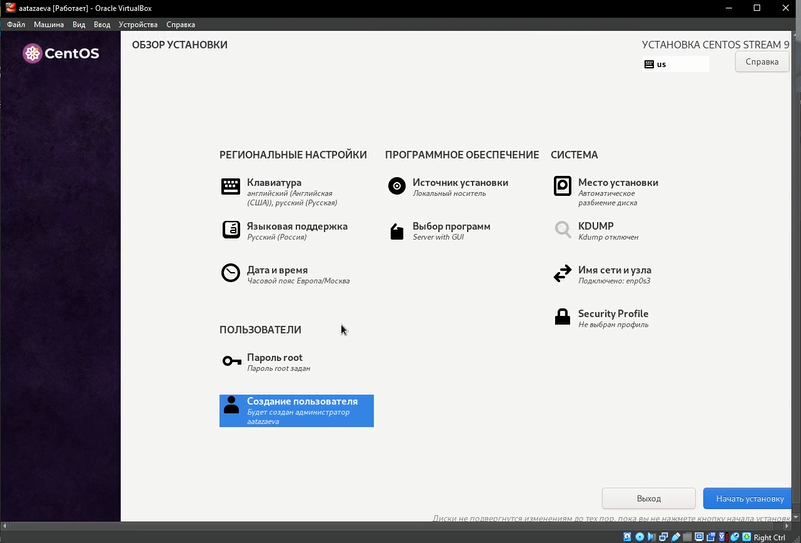 aatazaeva [Работает] - Oracle VirtualBox
Файл Машина Вид Ввод Устройства Справка
CentOS
ОБЗОР УСТАНОВКИ
УСТАНОВКА CENTOS STREAM 9
us
Справка
РЕГИОНАЛЬНЫЕ НАСТРОЙКИ
Клавиатура
английский (Английская
(США)), русский (Русская)
Языковая поддержка
Русский (Россия)
Дата и время
Часовой пояс Европа/Москва
ПРОГРАММНОЕ ОБЕСПЕЧЕНИЕ
Источник установки
Локальный носитель
Выбор программ
Server with GUI
СИСТЕМА
Место установки
Автоматическое
разбиение диска
KDUMP
Kdump отключен
Имя сети и узла
Подключено: enp0s3
Security Profile
Не выбран профиль
ПОЛЬЗОВАТЕЛИ
Пароль root
Пароль root задан
Создание пользователя
Будет создан администратор
aatazaeva
Выход
Начать установку
Диски не подвергнутся изменениям до тех пор, пока вы не нажмете кнопку начала установк
Right Ctrl